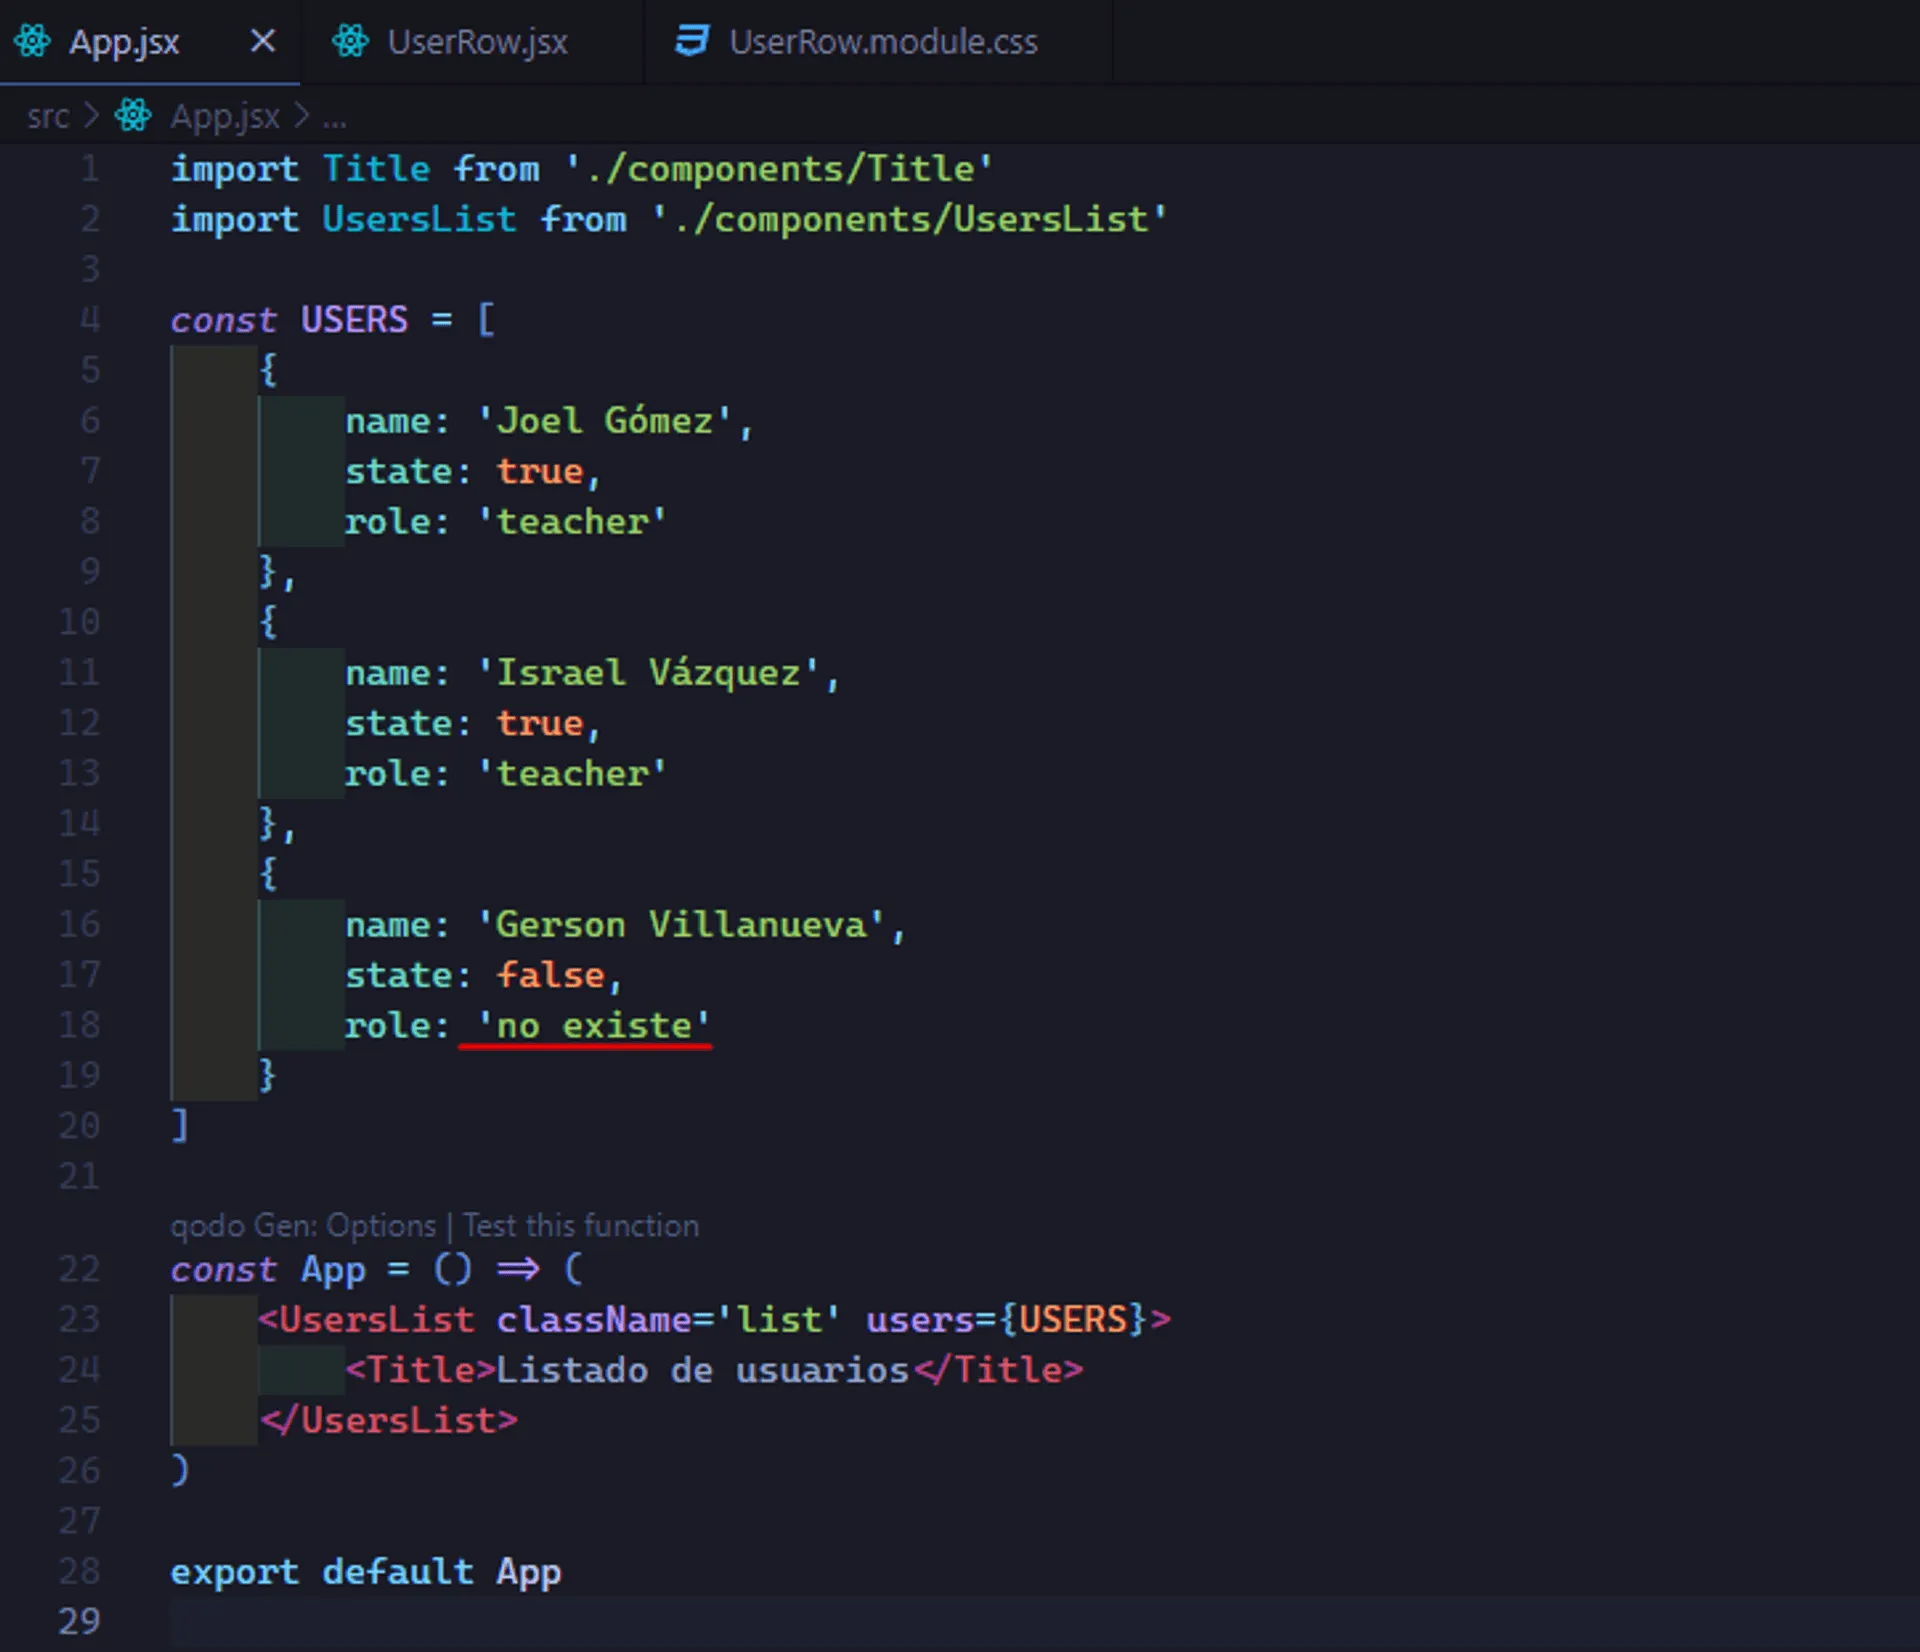 App.jsx UserRow.jsx UserRow.module.css
src > App.jsx > ...
1 import Title from './components/Title'
2 import UsersList from './components/UsersList'
3
4 const USERS = [
5 {
6 name: 'Joel Gómez',
7 state: true,
8 role: 'teacher'
9 },
10 {
11 name: 'Israel Vázquez',
12 state: true,
13 role: 'teacher'
14 },
15 {
16 name: 'Gerson Villanueva',
17 state: false,
18 role: 'no existe'
19 }
20 ]
21
qodo Gen: Options | Test this function
22 const App = () => (
23 <UsersList className='list' users={USERS}>
24 <Title>Listado de usuarios</Title>
25 </UsersList>
26 )
27
28 export default App
29